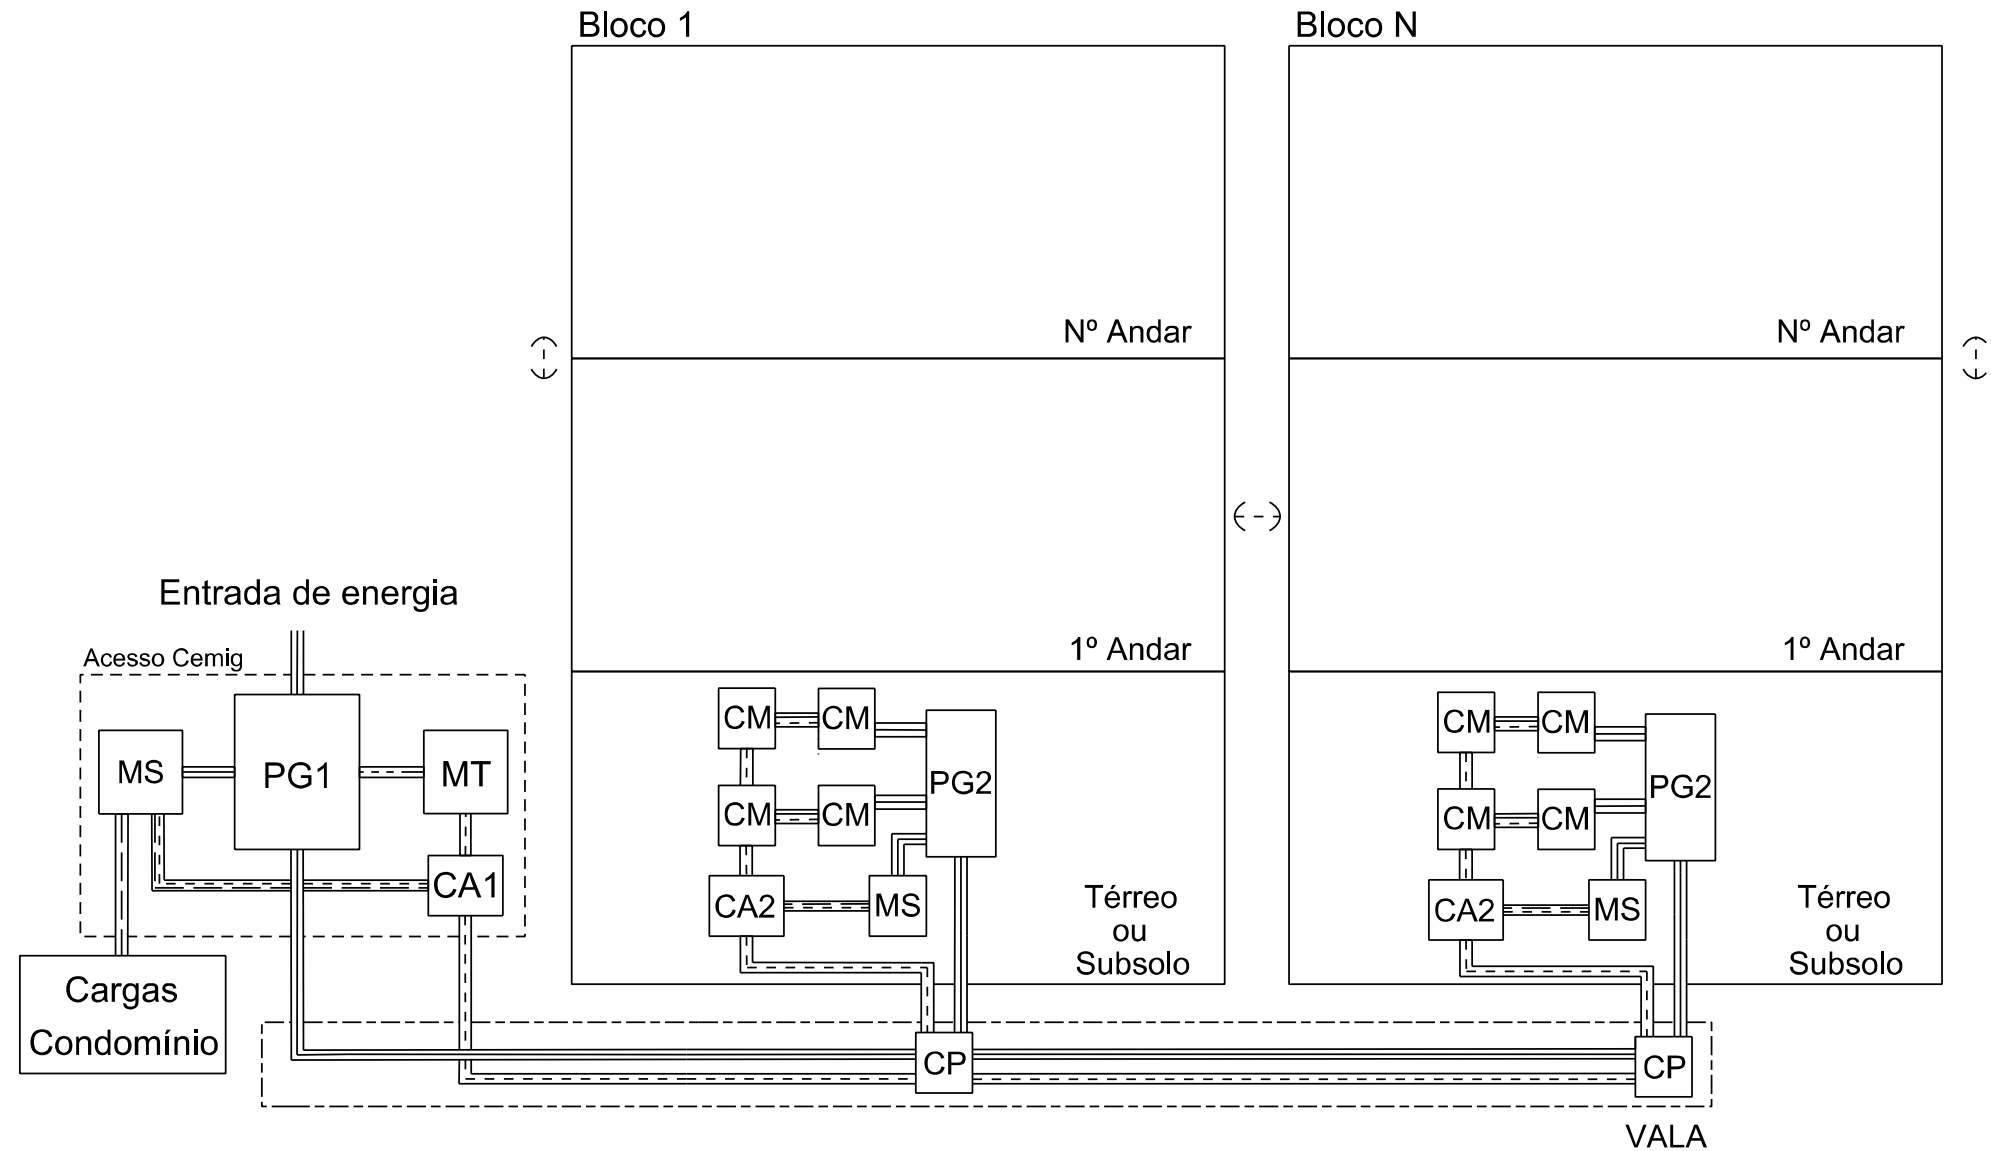 Bloco 1
Bloco N
Nº Andar
Nº Andar
Entrada de energia
Acesso Cemig
1º Andar
1º Andar
MS
PG1
MT
CA1
Cargas
Condomínio
CM
CM
PG2
CM
CM
CA2
MS
Térreo
ou
Subsolo
CM
CM
PG2
CM
CM
CA2
MS
Térreo
ou
Subsolo
CP
CP
VALA